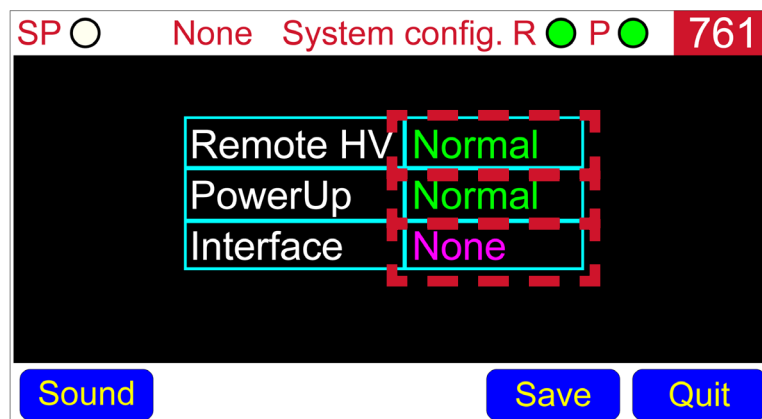 SP None System config. R P 761
Remote HV Normal
PowerUp Normal
Interface None
Sound Save Quit